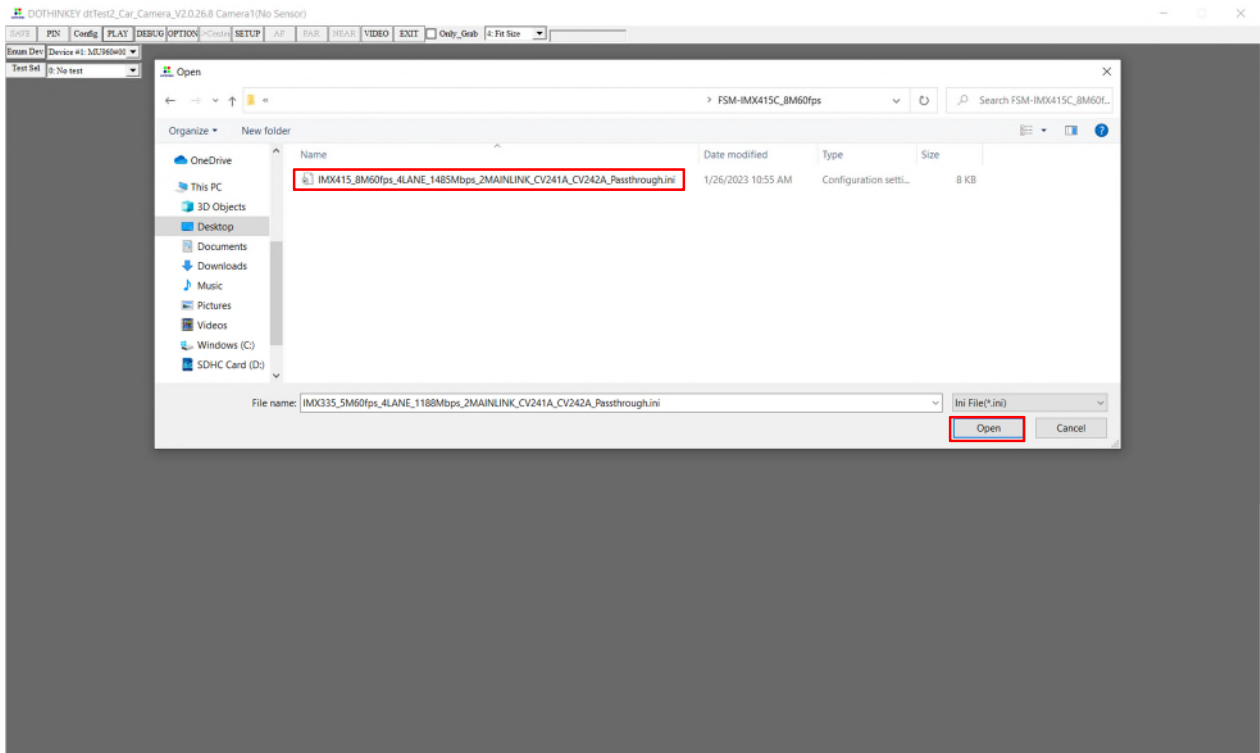 DOTHINKEY dtTest2_Car_Camera_V2.0.26.8 Camera1(No Sensor)
SAVE PIN Config PLAY DEBUG OPTION >Center SETUP AF FAR NEAR VIDEO EXIT Only_Grab 4: Fit Size
Enum Dev Device #1: MU960#00
Test Sel 0: No test
Open
« > FSM-IMX415C_8M60fps Search FSM-IMX415C_8M60f...
Organize New folder
Name Date modified Type Size
IMX415_8M60fps_4LANE_1485Mbps_2MAINLINK_CV241A_CV242A_Passthrough.ini 1/26/2023 10:55 AM Configuration setti... 8 KB
OneDrive
This PC
3D Objects
Desktop
Documents
Downloads
Music
Pictures
Videos
Windows (C:)
SDHC Card (D:)
File name: IMX335_5M60fps_4LANE_1188Mbps_2MAINLINK_CV241A_CV242A_Passthrough.ini Ini File(*.ini)
Open Cancel